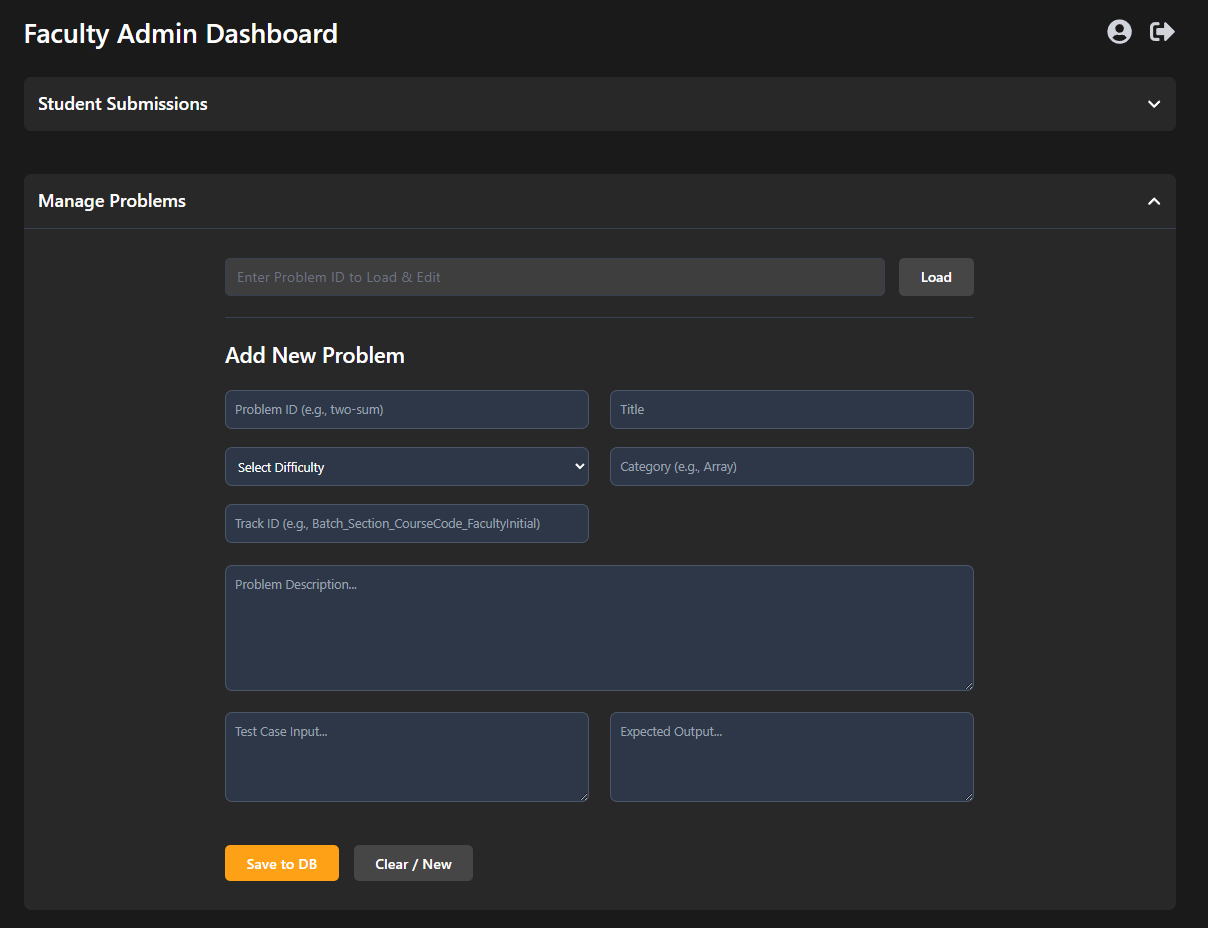 Faculty Admin Dashboard
Student Submissions
Manage Problems
Enter Problem ID to Load & Edit
Load
Add New Problem
Problem ID (e.g., two-sum)
Title
Select Difficulty
Category (e.g., Array)
Track ID (e.g., Batch_Section_CourseCode_FacultyInitial)
Problem Description...
Test Case Input...
Expected Output...
Save to DB
Clear / New